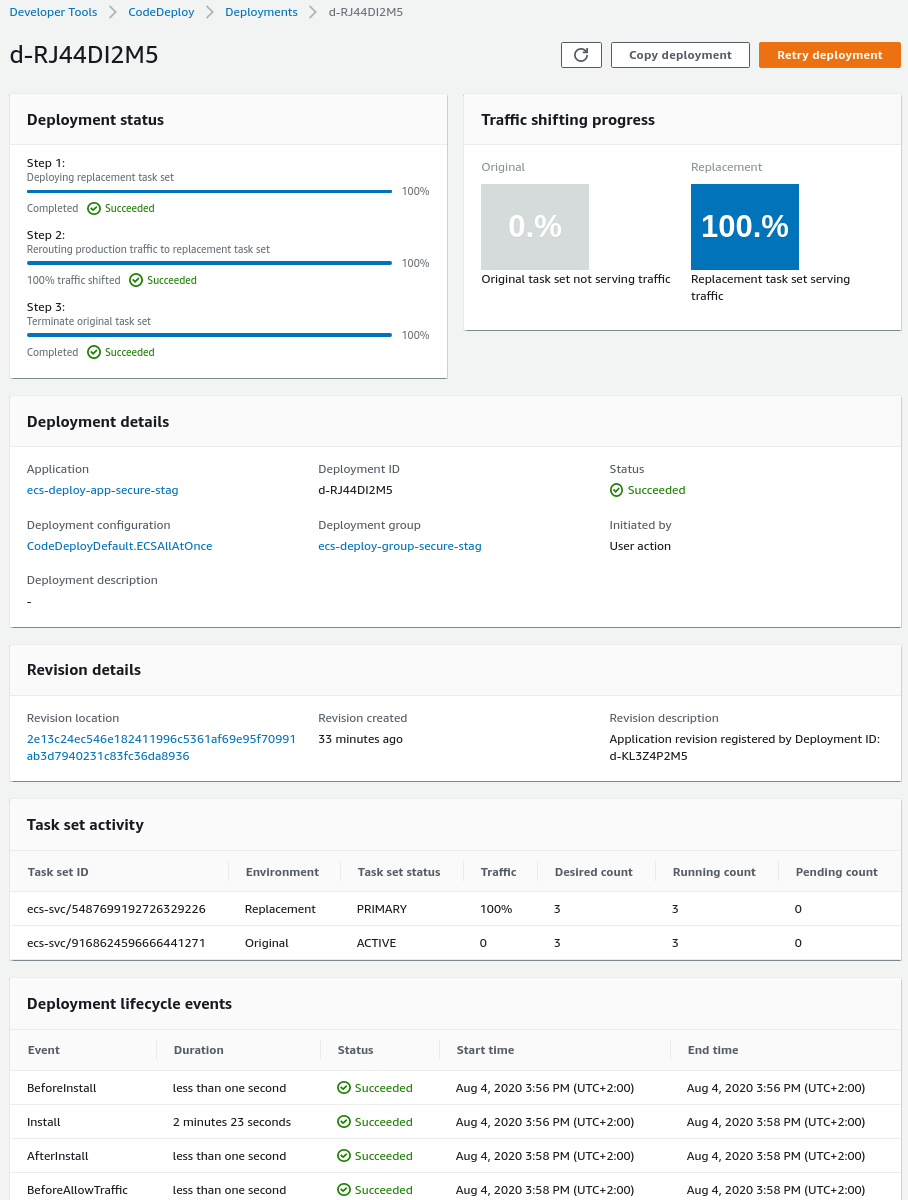 Developer Tools > CodeDeploy > Deployments > d-RJ44DI2M5
d-RJ44DI2M5
Copy deployment
Retry deployment
Deployment status
Step 1:
Deploying replacement task set
100%
Completed Succeeded
Step 2:
Rerouting production traffic to replacement task set
100%
100% traffic shifted Succeeded
Step 3:
Terminate original task set
100%
Completed Succeeded
Traffic shifting progress
Original
0.%
Original task set not serving traffic
Replacement
100.%
Replacement task set serving
traffic
Deployment details
Application
ecs-deploy-app-secure-stag
Deployment ID
d-RJ44DI2M5
Status
Succeeded
Deployment configuration
CodeDeployDefault.ECSAllAtOnce
Deployment group
ecs-deploy-group-secure-stag
Initiated by
User action
Deployment description
-
Revision details
Revision location
2e13c24ec546e182411996c5361af69e95f70991
ab3d7940231c83fc36da8936
Revision created
33 minutes ago
Revision description
Application revision registered by Deployment ID:
d-KL3Z4P2M5
Task set activity
Task set ID Environment Task set status Traffic Desired count Running count Pending count
ecs-svc/5487699192726329226 Replacement PRIMARY 100% 3 3 0
ecs-svc/9168624596666441271 Original ACTIVE 0 3 3 0
Deployment lifecycle events
Event Duration Status Start time End time
BeforeInstall less than one second Succeeded Aug 4, 2020 3:56 PM (UTC+2:00) Aug 4, 2020 3:56 PM (UTC+2:00)
Install 2 minutes 23 seconds Succeeded Aug 4, 2020 3:56 PM (UTC+2:00) Aug 4, 2020 3:58 PM (UTC+2:00)
AfterInstall less than one second Succeeded Aug 4, 2020 3:58 PM (UTC+2:00) Aug 4, 2020 3:58 PM (UTC+2:00)
BeforeAllowTraffic less than one second Succeeded Aug 4, 2020 3:58 PM (UTC+2:00) Aug 4, 2020 3:58 PM (UTC+2:00)